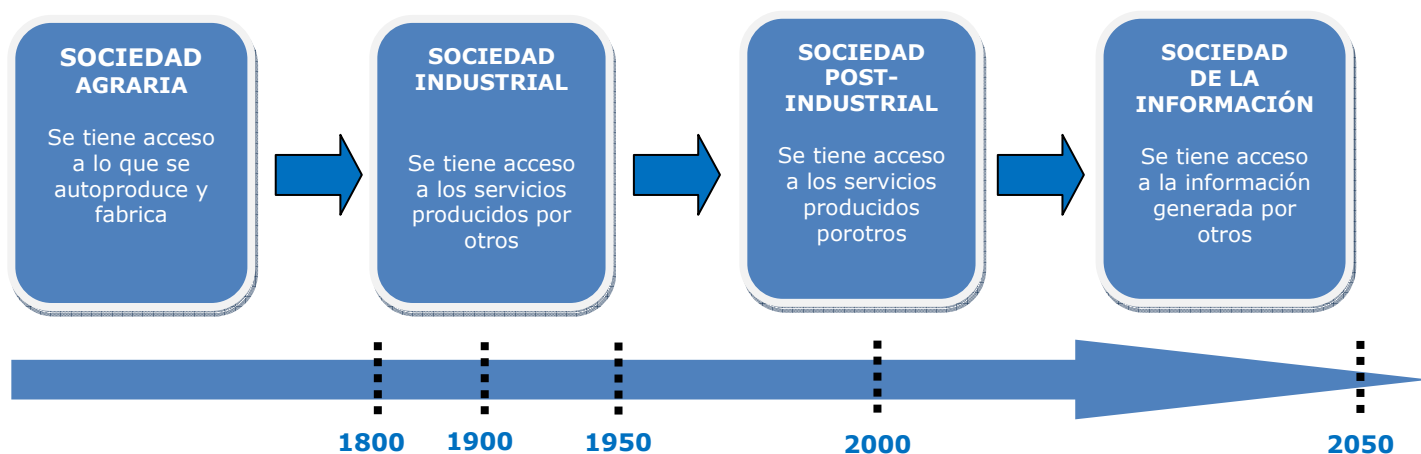 SOCIEDAD
AGRARIA
Se tiene acceso
a lo que se
autoproduce y
fabrica
SOCIEDAD
INDUSTRIAL
Se tiene acceso
a los servicios
producidos por
otros
SOCIEDAD
POST-
INDUSTRIAL
Se tiene acceso
a los servicios
producidos
porotros
SOCIEDAD
DE LA
INFORMACIÓN
Se tiene acceso
a la información
generada por
otros
1800
1900
1950
2000
2050